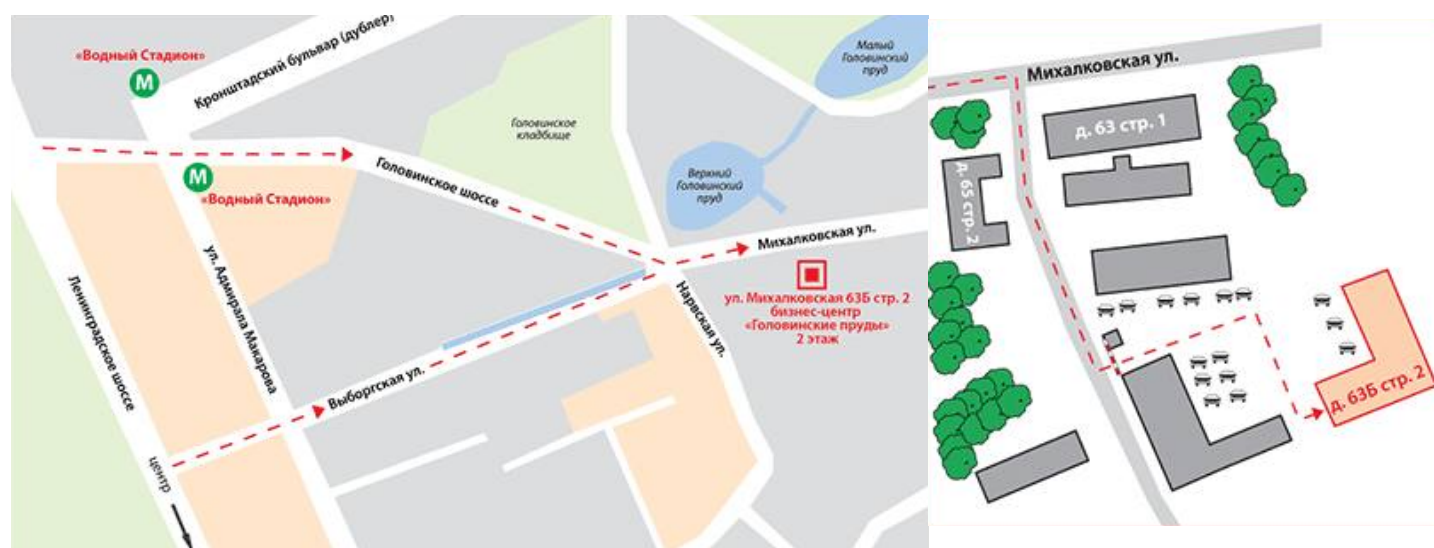 «Водный Стадион»
М
Кронштадский бульвар (дублер)
Малый
Головинский
пруд
Головинское
кладбище
М
«Водный Стадион»
Головинское шоссе
Верхний
Головинский
пруд
Михалковская ул.
ул. Михалковская 63Б стр. 2
бизнес-центр
«Головинские пруды»
2 этаж
Ленинградское шоссе
ул. Адмирала Макарова
Нарвская ул.
Выборгская ул.
центр
Михалковская ул.
д. 63 стр. 1
д. 65 стр. 2
д. 63Б стр. 2